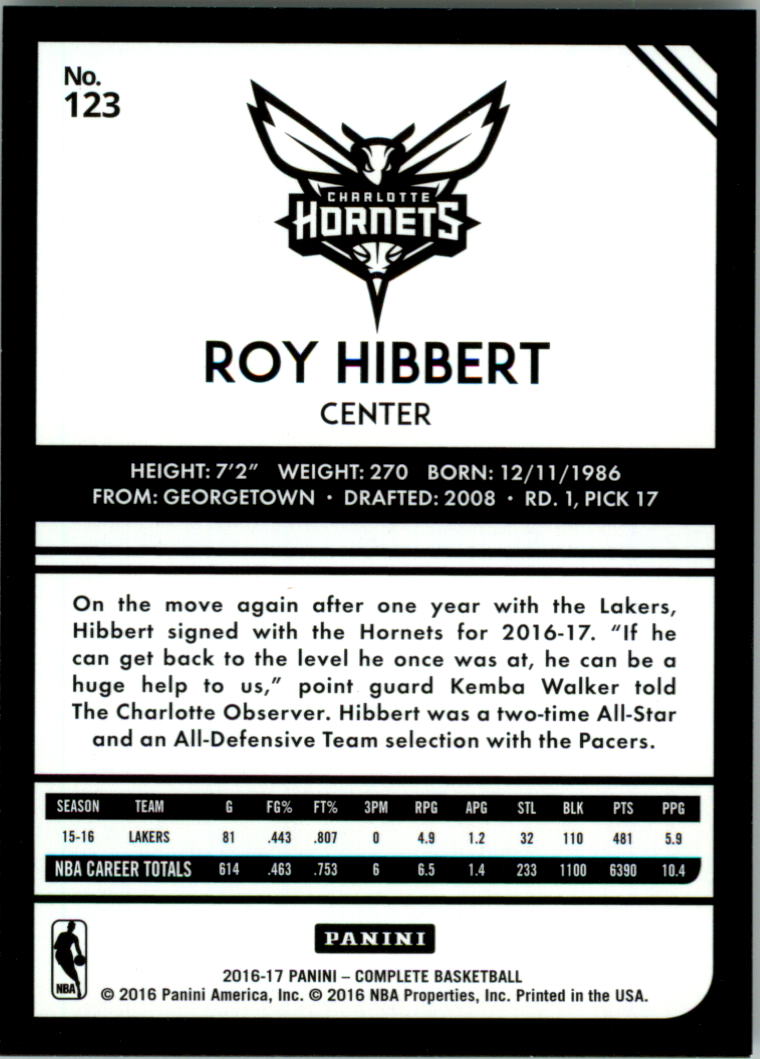 No.
123
CHARLOTTE
HORNETS
ROY HIBBERT
CENTER
HEIGHT: 7'2" WEIGHT: 270 BORN: 12/11/1986
FROM: GEORGETOWN • DRAFTED: 2008 • RD. 1, PICK 17
On the move again after one year with the Lakers,
Hibbert signed with the Hornets for 2016-17. “If he
can get back to the level he once was at, he can be a
huge help to us,” point guard Kemba Walker told
The Charlotte Observer. Hibbert was a two-time All-Star
and an All-Defensive Team selection with the Pacers.
SEASON TEAM G FG% FT% 3PM RPG APG STL BLK PTS PPG
15-16 LAKERS 81 .443 .807 0 4.9 1.2 32 110 481 5.9
NBA CAREER TOTALS 614 .463 .753 6 6.5 1.4 233 1100 6390 10.4
PANINI
NBA
2016-17 PANINI – COMPLETE BASKETBALL
© 2016 Panini America, Inc. © 2016 NBA Properties, Inc. Printed in the USA.